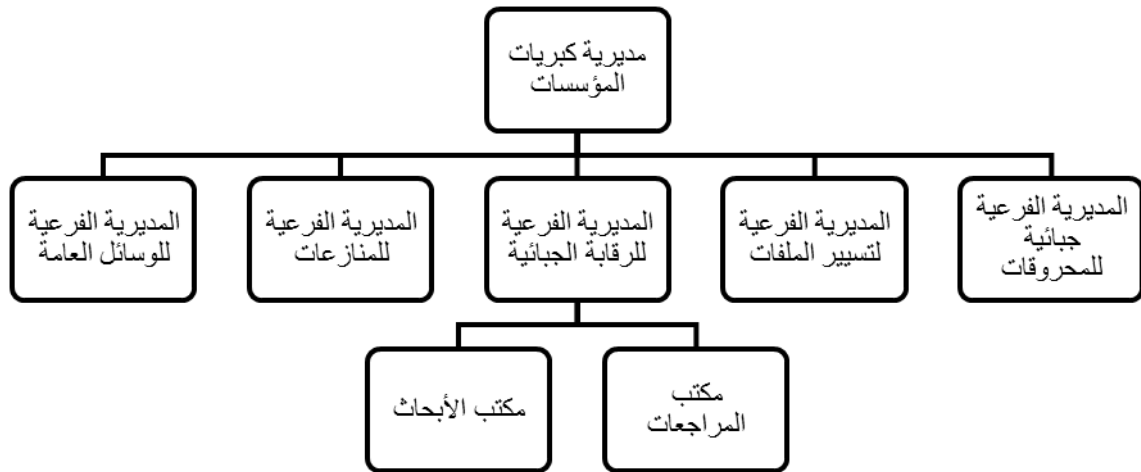 مديرية كبريات
المؤسسات
المديرية الفرعية
جبائية
للمحروقات
المديرية الفرعية
لتسيير الملفات
المديرية الفرعية
للرقابة الجبائية
المديرية الفرعية
للمنازعات
المديرية الفرعية
للوسائل العامة
مكتب
المراجعات
مكتب الأبحاث